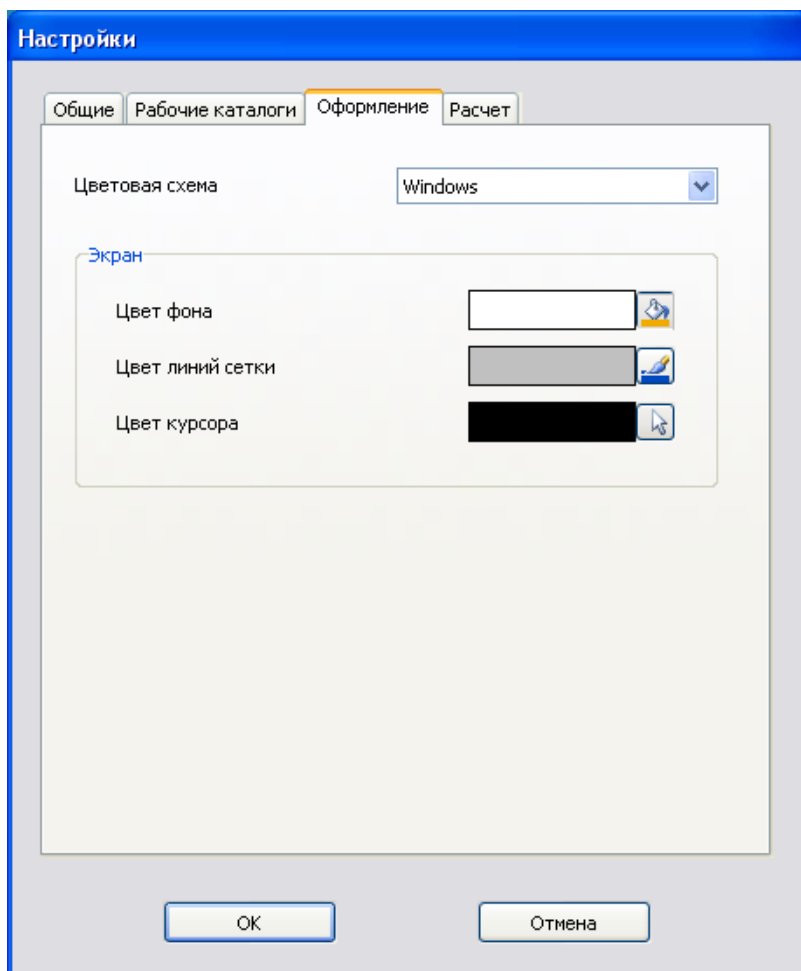 Настройки
Общие Рабочие каталоги Оформление Расчет
Цветовая схема Windows
Экран
Цвет фона
Цвет линий сетки
Цвет курсора
OK Отмена